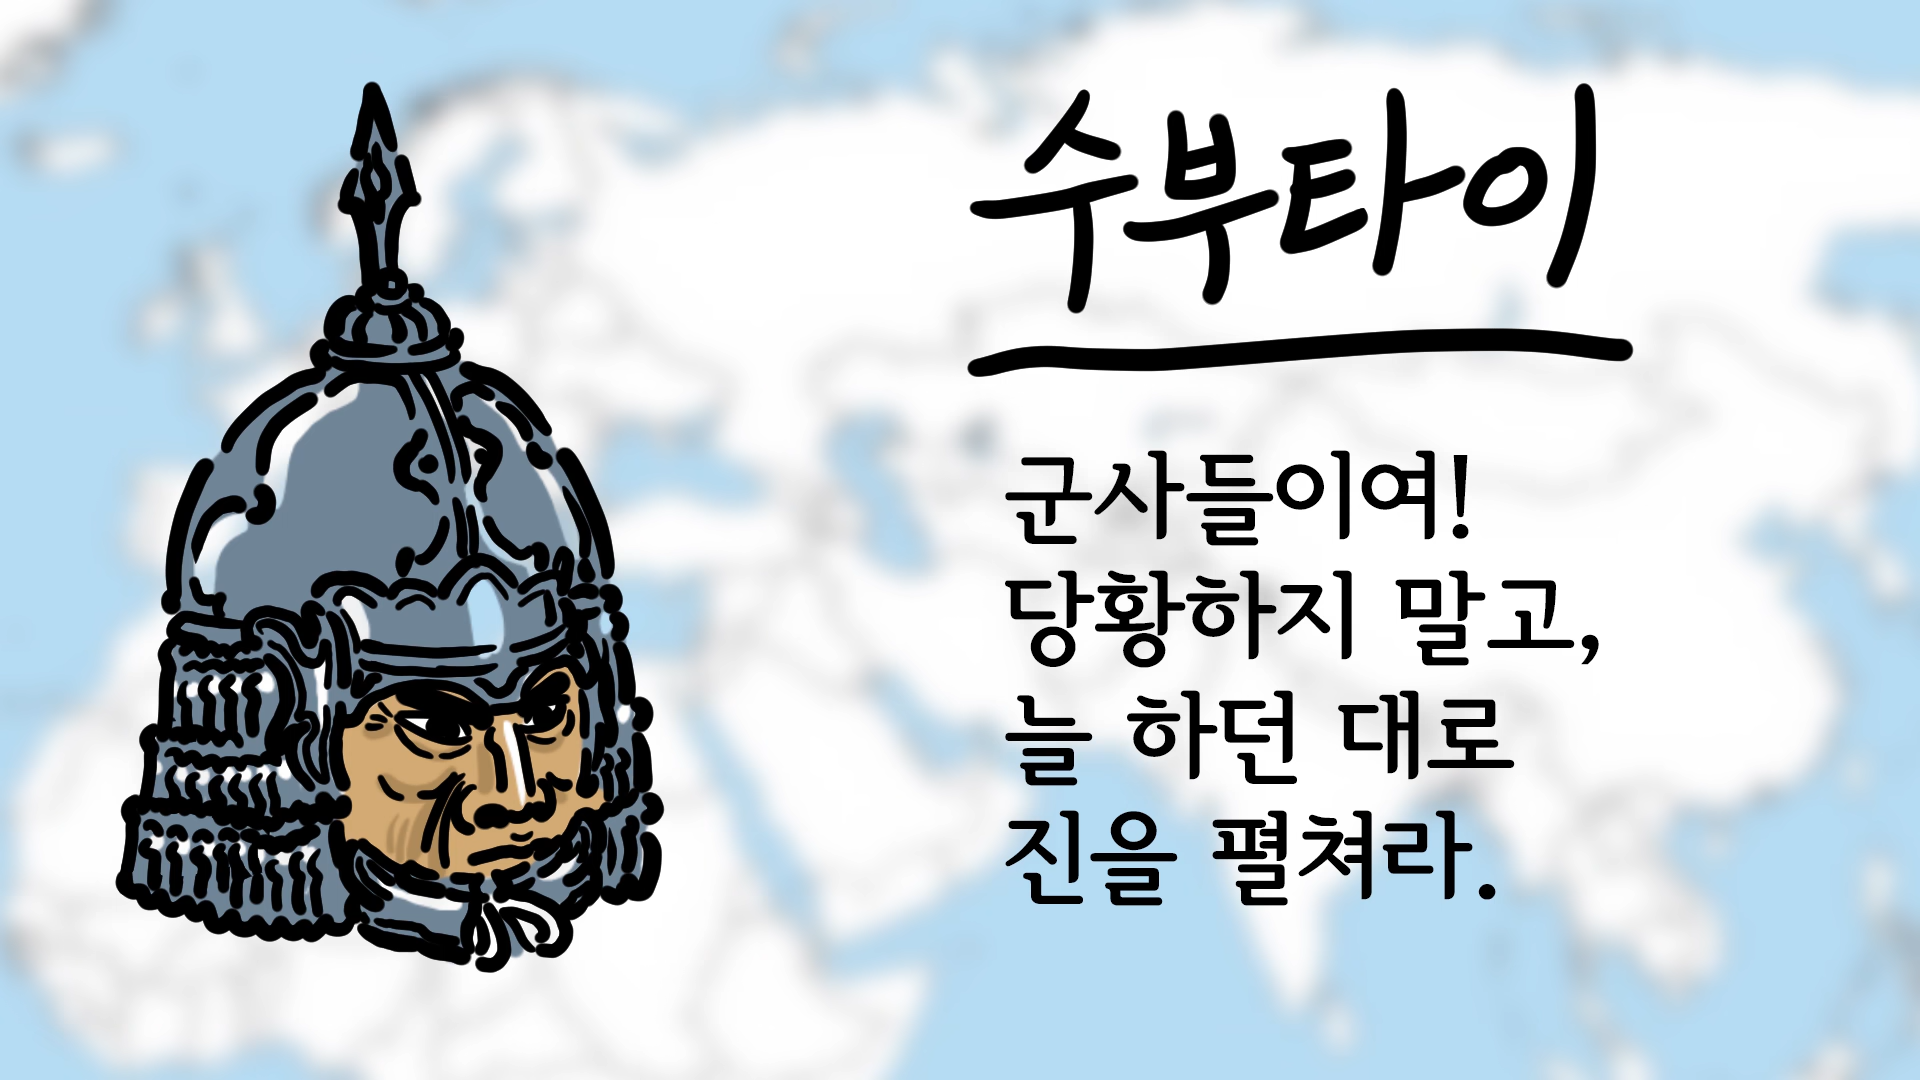 수부타이
군사들이여!
당황하지 말고,
늘 하던 대로
진을 펼쳐라.